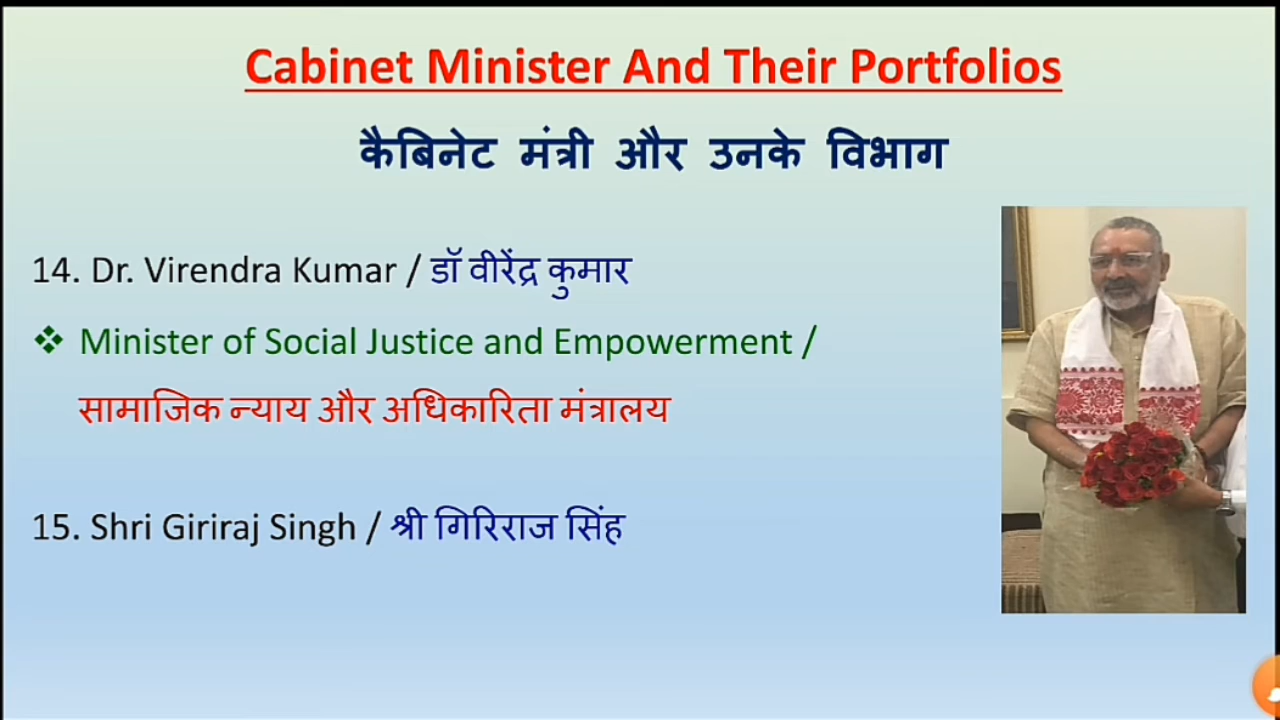 Cabinet Minister And Their Portfolios
कैबिनेट मंत्री और उनके विभाग
14. Dr. Virendra Kumar / डॉ वीरेंद्र कुमार
❖ Minister of Social Justice and Empowerment /
सामाजिक न्याय और अधिकारिता मंत्रालय
15. Shri Giriraj Singh / श्री गिरिराज सिंह